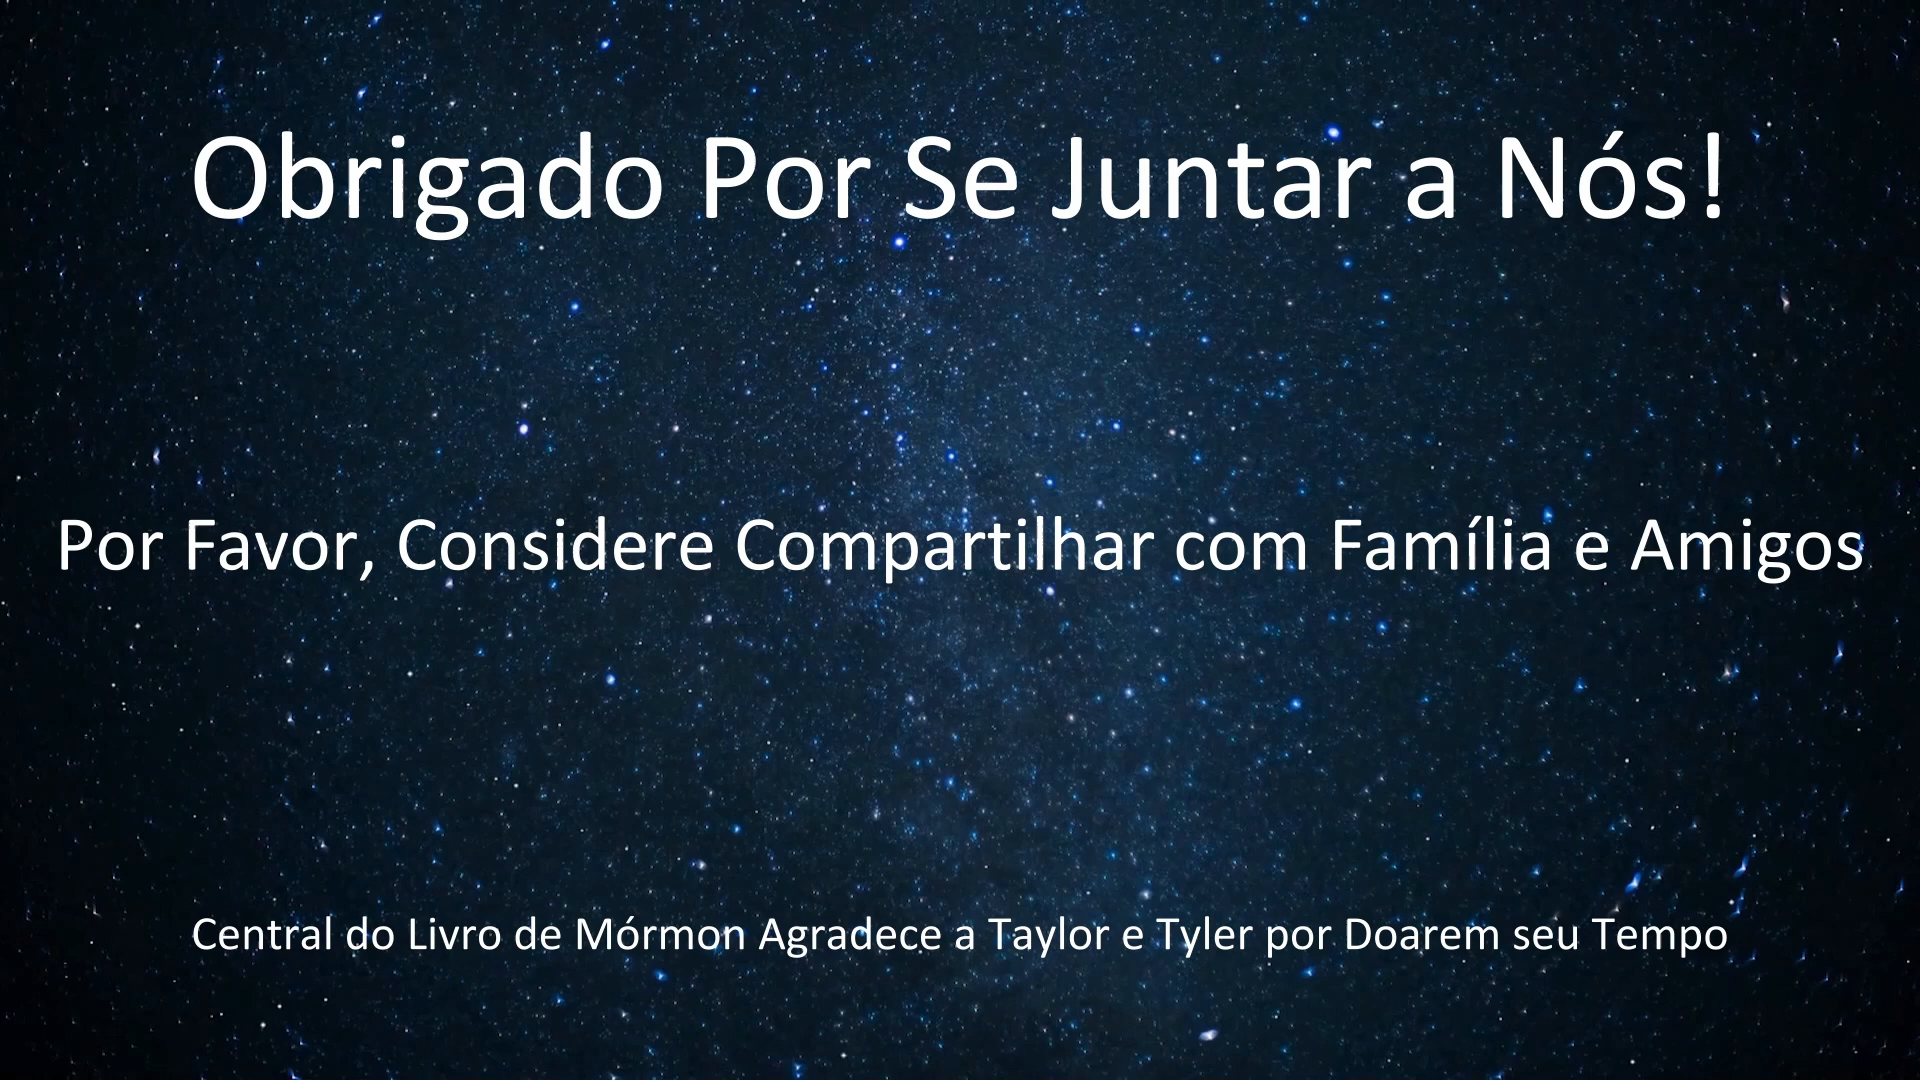 Obrigado Por Se Juntar a Nós!
Por Favor, Considere Compartilhar com Família e Amigos
Central do Livro de Mórmon Agradece a Taylor e Tyler por Doarem seu Tempo